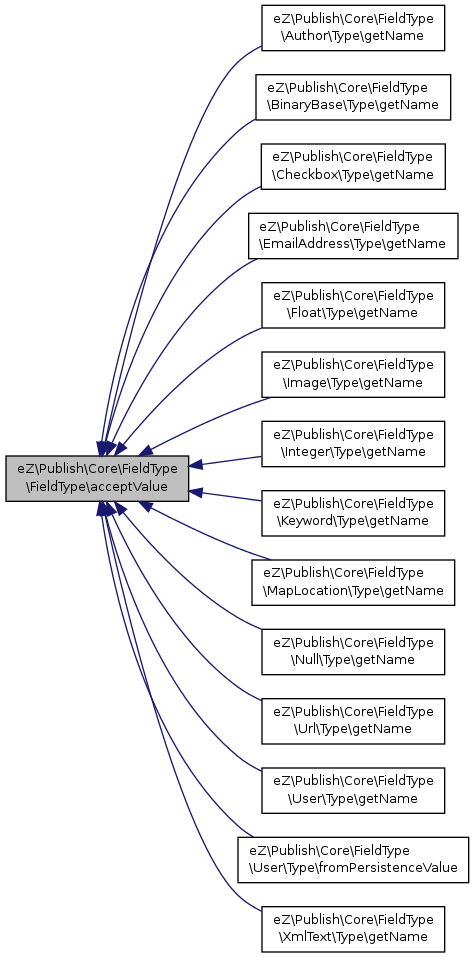 eZ\Publish\Core\FieldType
\Author\Type\getName
eZ\Publish\Core\FieldType
\BinaryBase\Type\getName
eZ\Publish\Core\FieldType
\Checkbox\Type\getName
eZ\Publish\Core\FieldType
\EmailAddress\Type\getName
eZ\Publish\Core\FieldType
\Float\Type\getName
eZ\Publish\Core\FieldType
\Image\Type\getName
eZ\Publish\Core\FieldType
\Integer\Type\getName
eZ\Publish\Core\FieldType
\FieldType\acceptValue
eZ\Publish\Core\FieldType
\Keyword\Type\getName
eZ\Publish\Core\FieldType
\MapLocation\Type\getName
eZ\Publish\Core\FieldType
\Null\Type\getName
eZ\Publish\Core\FieldType
\Url\Type\getName
eZ\Publish\Core\FieldType
\User\Type\getName
eZ\Publish\Core\FieldType
\User\Type\fromPersistenceValue
eZ\Publish\Core\FieldType
\XmlText\Type\getName